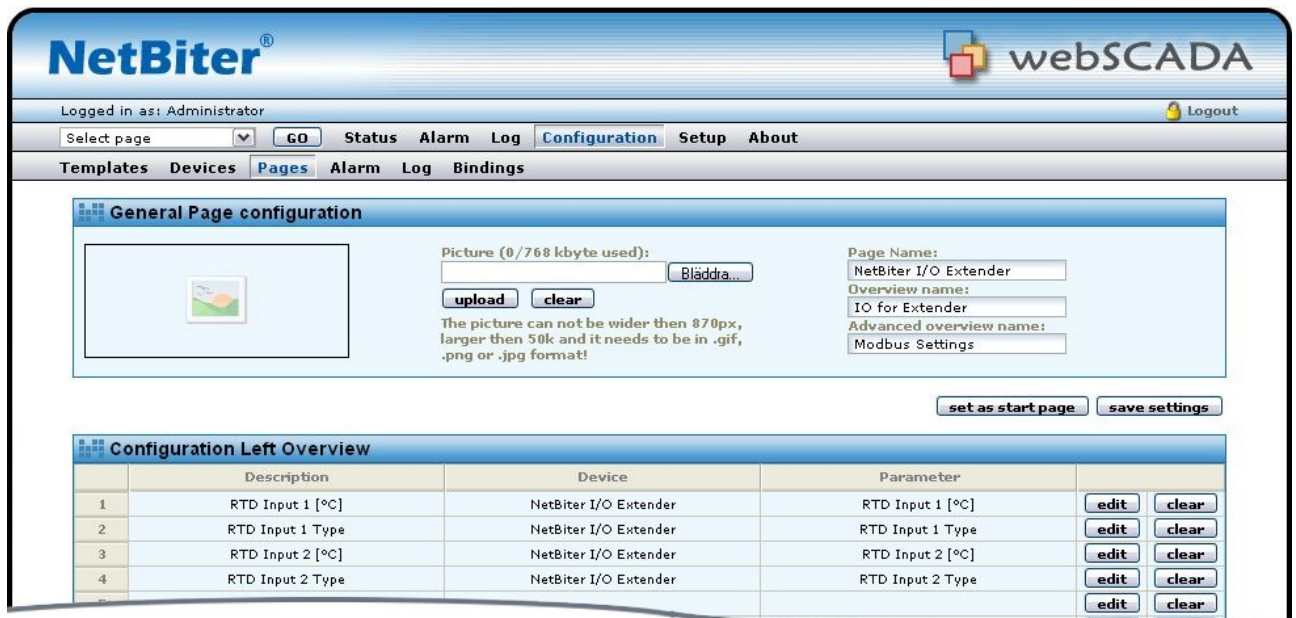 NetBiter®
webSCADA
Logged in as: Administrator
Logout
Select page GO Status Alarm Log Configuration Setup About
Templates Devices Pages Alarm Log Bindings
General Page configuration
Picture (0/768 kbyte used):
Bläddra...
upload clear
The picture can not be wider then 870px,
larger then 50k and it needs to be in .gif,
.png or .jpg format!
Page Name:
NetBiter I/O Extender
Overview name:
IO for Extender
Advanced overview name:
Modbus Settings
set as start page save settings
Configuration Left Overview
Description Device Parameter
1 RTD Input 1 [°C] NetBiter I/O Extender RTD Input 1 [°C] edit clear
2 RTD Input 1 Type NetBiter I/O Extender RTD Input 1 Type edit clear
3 RTD Input 2 [°C] NetBiter I/O Extender RTD Input 2 [°C] edit clear
4 RTD Input 2 Type NetBiter I/O Extender RTD Input 2 Type edit clear
edit clear